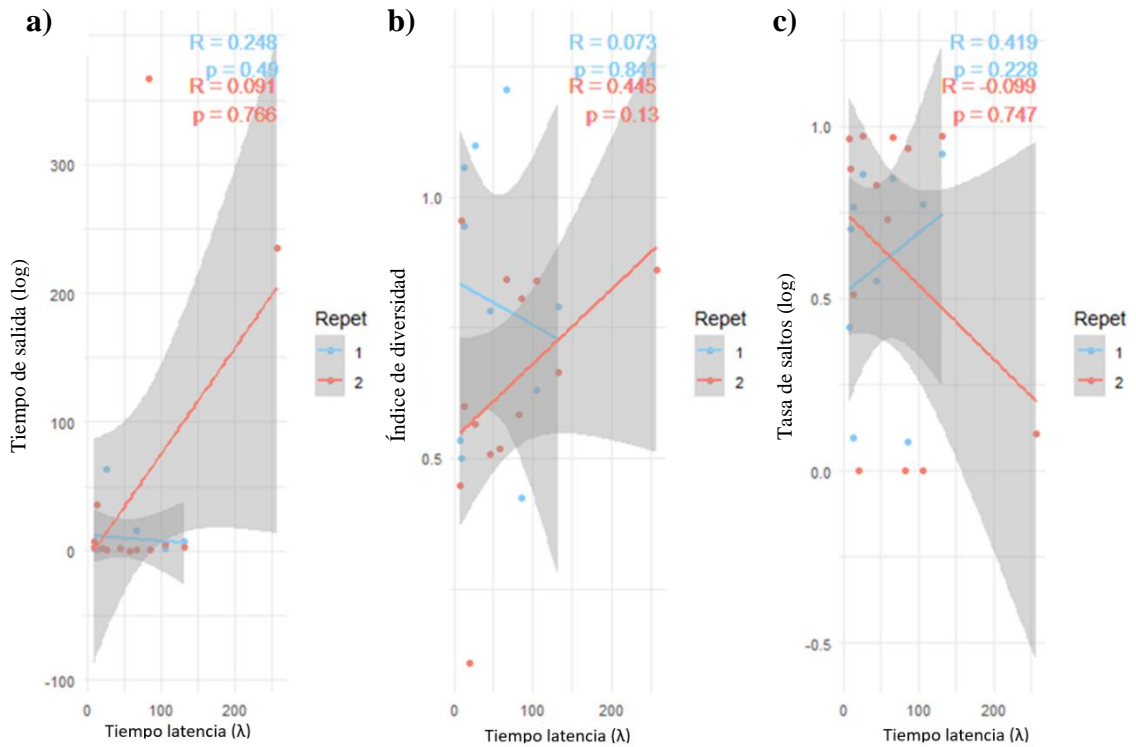 a)
R = 0.248
p = 0.49
R = 0.091
p = 0.766
300
200
100
0
-100
Tiempo de salida (log)
0 100 200
Tiempo latencia (λ)
Repet
1
2
b)
R = 0.073
p = 0.841
R = 0.445
p = 0.13
1.0
0.5
Índice de diversidad
0 100 200
Tiempo latencia (λ)
Repet
1
2
c)
R = 0.419
p = 0.228
R = -0.099
p = 0.747
1.0
0.5
0.0
-0.5
Tasa de saltos (log)
0 100 200
Tiempo latencia (λ)
Repet
1
2